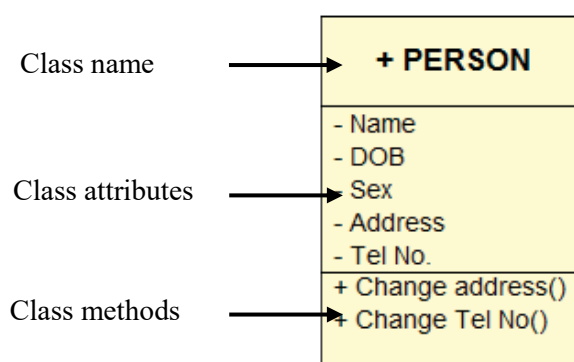 Class name
+ PERSON
- Name
- DOB
Class attributes
- Sex
- Address
- Tel No.
Class methods
+ Change address()
+ Change Tel No()